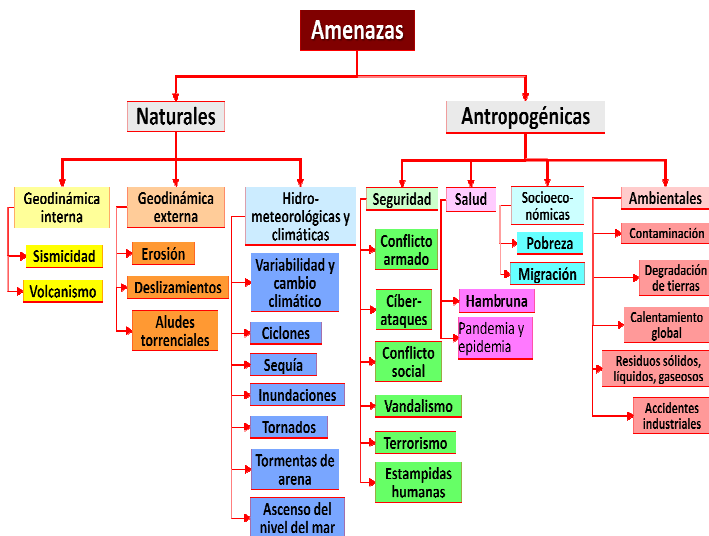 Amenazas
Naturales
Antropogénicas
Geodinámica
interna
Sismicidad
Volcanismo
Geodinámica
externa
Erosión
Deslizamientos
Aludes
torrenciales
Hidro-
meteorológicas y
climáticas
Variabilidad y
cambio
climático
Ciclones
Sequía
Inundaciones
Tornados
Tormentas de
arena
Ascenso del
nivel del mar
Seguridad
Conflicto
armado
Cíber-
ataques
Conflicto
social
Vandalismo
Terrorismo
Estampidas
humanas
Salud
Hambruna
Pandemia y
epidemia
Socioeco-
nómicas
Pobreza
Migración
Ambientales
Contaminación
Degradación
de tierras
Calentamiento
global
Residuos sólidos,
líquidos, gaseosos
Accidentes
industriales